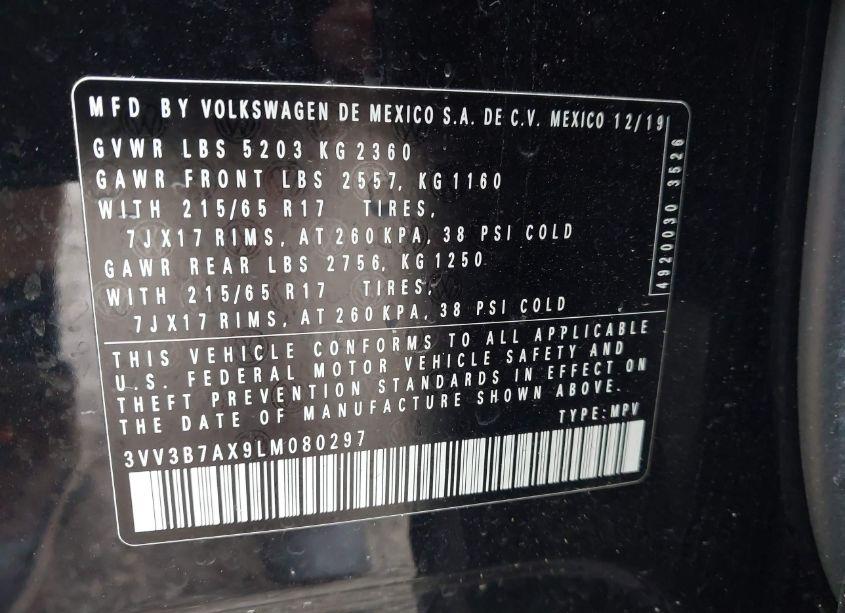 MFD BY VOLKSWAGEN DE MEXICO S.A. DE C.V. MEXICO 12/19
GVWR LBS 5203 KG 2360
GAWR FRONT LBS 2557, KG 1160
WITH 215/65 R17 TIRES,
7JX17 RIMS, AT 260 KPA, 38 PSI COLD
GAWR REAR LBS 2756, KG 1250
WITH 215/65 R17 TIRES,
7JX17 RIMS, AT 260 KPA, 38 PSI COLD
4920030 3526
THIS VEHICLE CONFORMS TO ALL APPLICABLE
U.S. FEDERAL MOTOR VEHICLE SAFETY AND
THEFT PREVENTION STANDARDS IN EFFECT ON
THE DATE OF MANUFACTURE SHOWN ABOVE.
TYPE: MPV
3VV3B7AX9LM080297